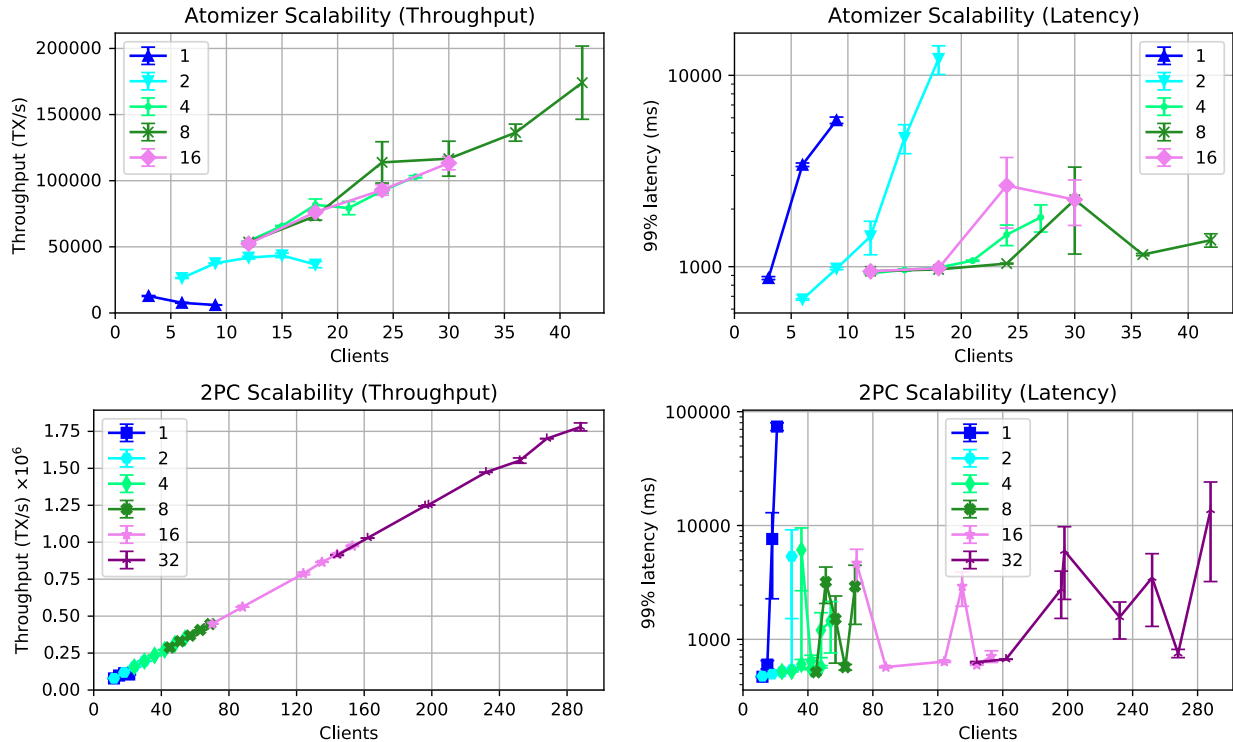 Atomizer Scalability (Throughput)
Throughput (TX/s)
200000
150000
100000
50000
0
1
2
4
8
16
0 5 10 15 20 25 30 35 40
Clients
Atomizer Scalability (Latency)
99% latency (ms)
10000
1000
1
2
4
8
16
0 5 10 15 20 25 30 35 40
Clients
2PC Scalability (Throughput)
Throughput (TX/s) ×10⁶
1.75
1.50
1.25
1.00
0.75
0.50
0.25
0.00
1
2
4
8
16
32
0 40 80 120 160 200 240 280
Clients
2PC Scalability (Latency)
99% latency (ms)
100000
10000
1000
1
2
4
8
16
32
0 40 80 120 160 200 240 280
Clients